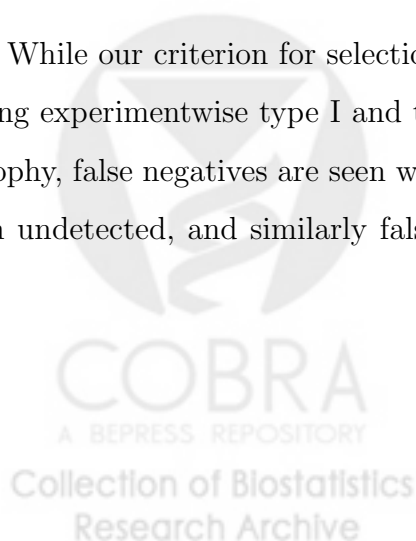 While our criterion for selectio
ng experimentwise type I and t
ophy, false negatives are seen w
n undetected, and similarly fals
COBRA
A BEPRESS REPOSITORY
Collection of Biostatistics
Research Archive